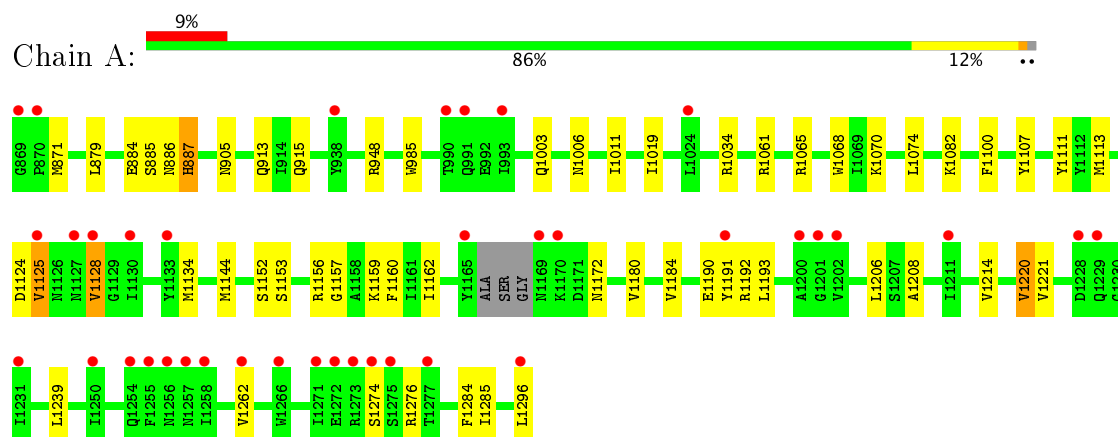 9%
Chain A:
86% 12% ••
G869 P870 M871 L879 E884 S885 N886 H887 N905 Q913 I914 Q915 Y938 R948 W985 T990 Q991 E992 I993 Q1003 N1006 I1011 I1019 L1024 R1034 R1061 R1065 W1068 I1069 K1070 L1074 K1082 F1100 Y1107 Y1111 Y1112 M1113
D1124 V1125 N1126 N1127 V1128 G1129 I1130 Y1133 M1134 M1144 S1152 S1153 R1156 G1157 A1158 K1159 F1160 I1161 I1162 Y1165 ALA SER GLY N1169 K1170 D1171 N1172 V1180 V1184 E1190 Y1191 R1192 L1193 A1200 G1201 V1202 L1206 S1207 A1208 I1211 V1214 V1220 V1221 D1228 Q1229 G1230
I1231 L1239 I1250 Q1254 F1255 N1256 N1257 I1258 V1262 W1266 I1271 E1272 R1273 S1274 S1275 R1276 T1277 F1284 I1285 L1296